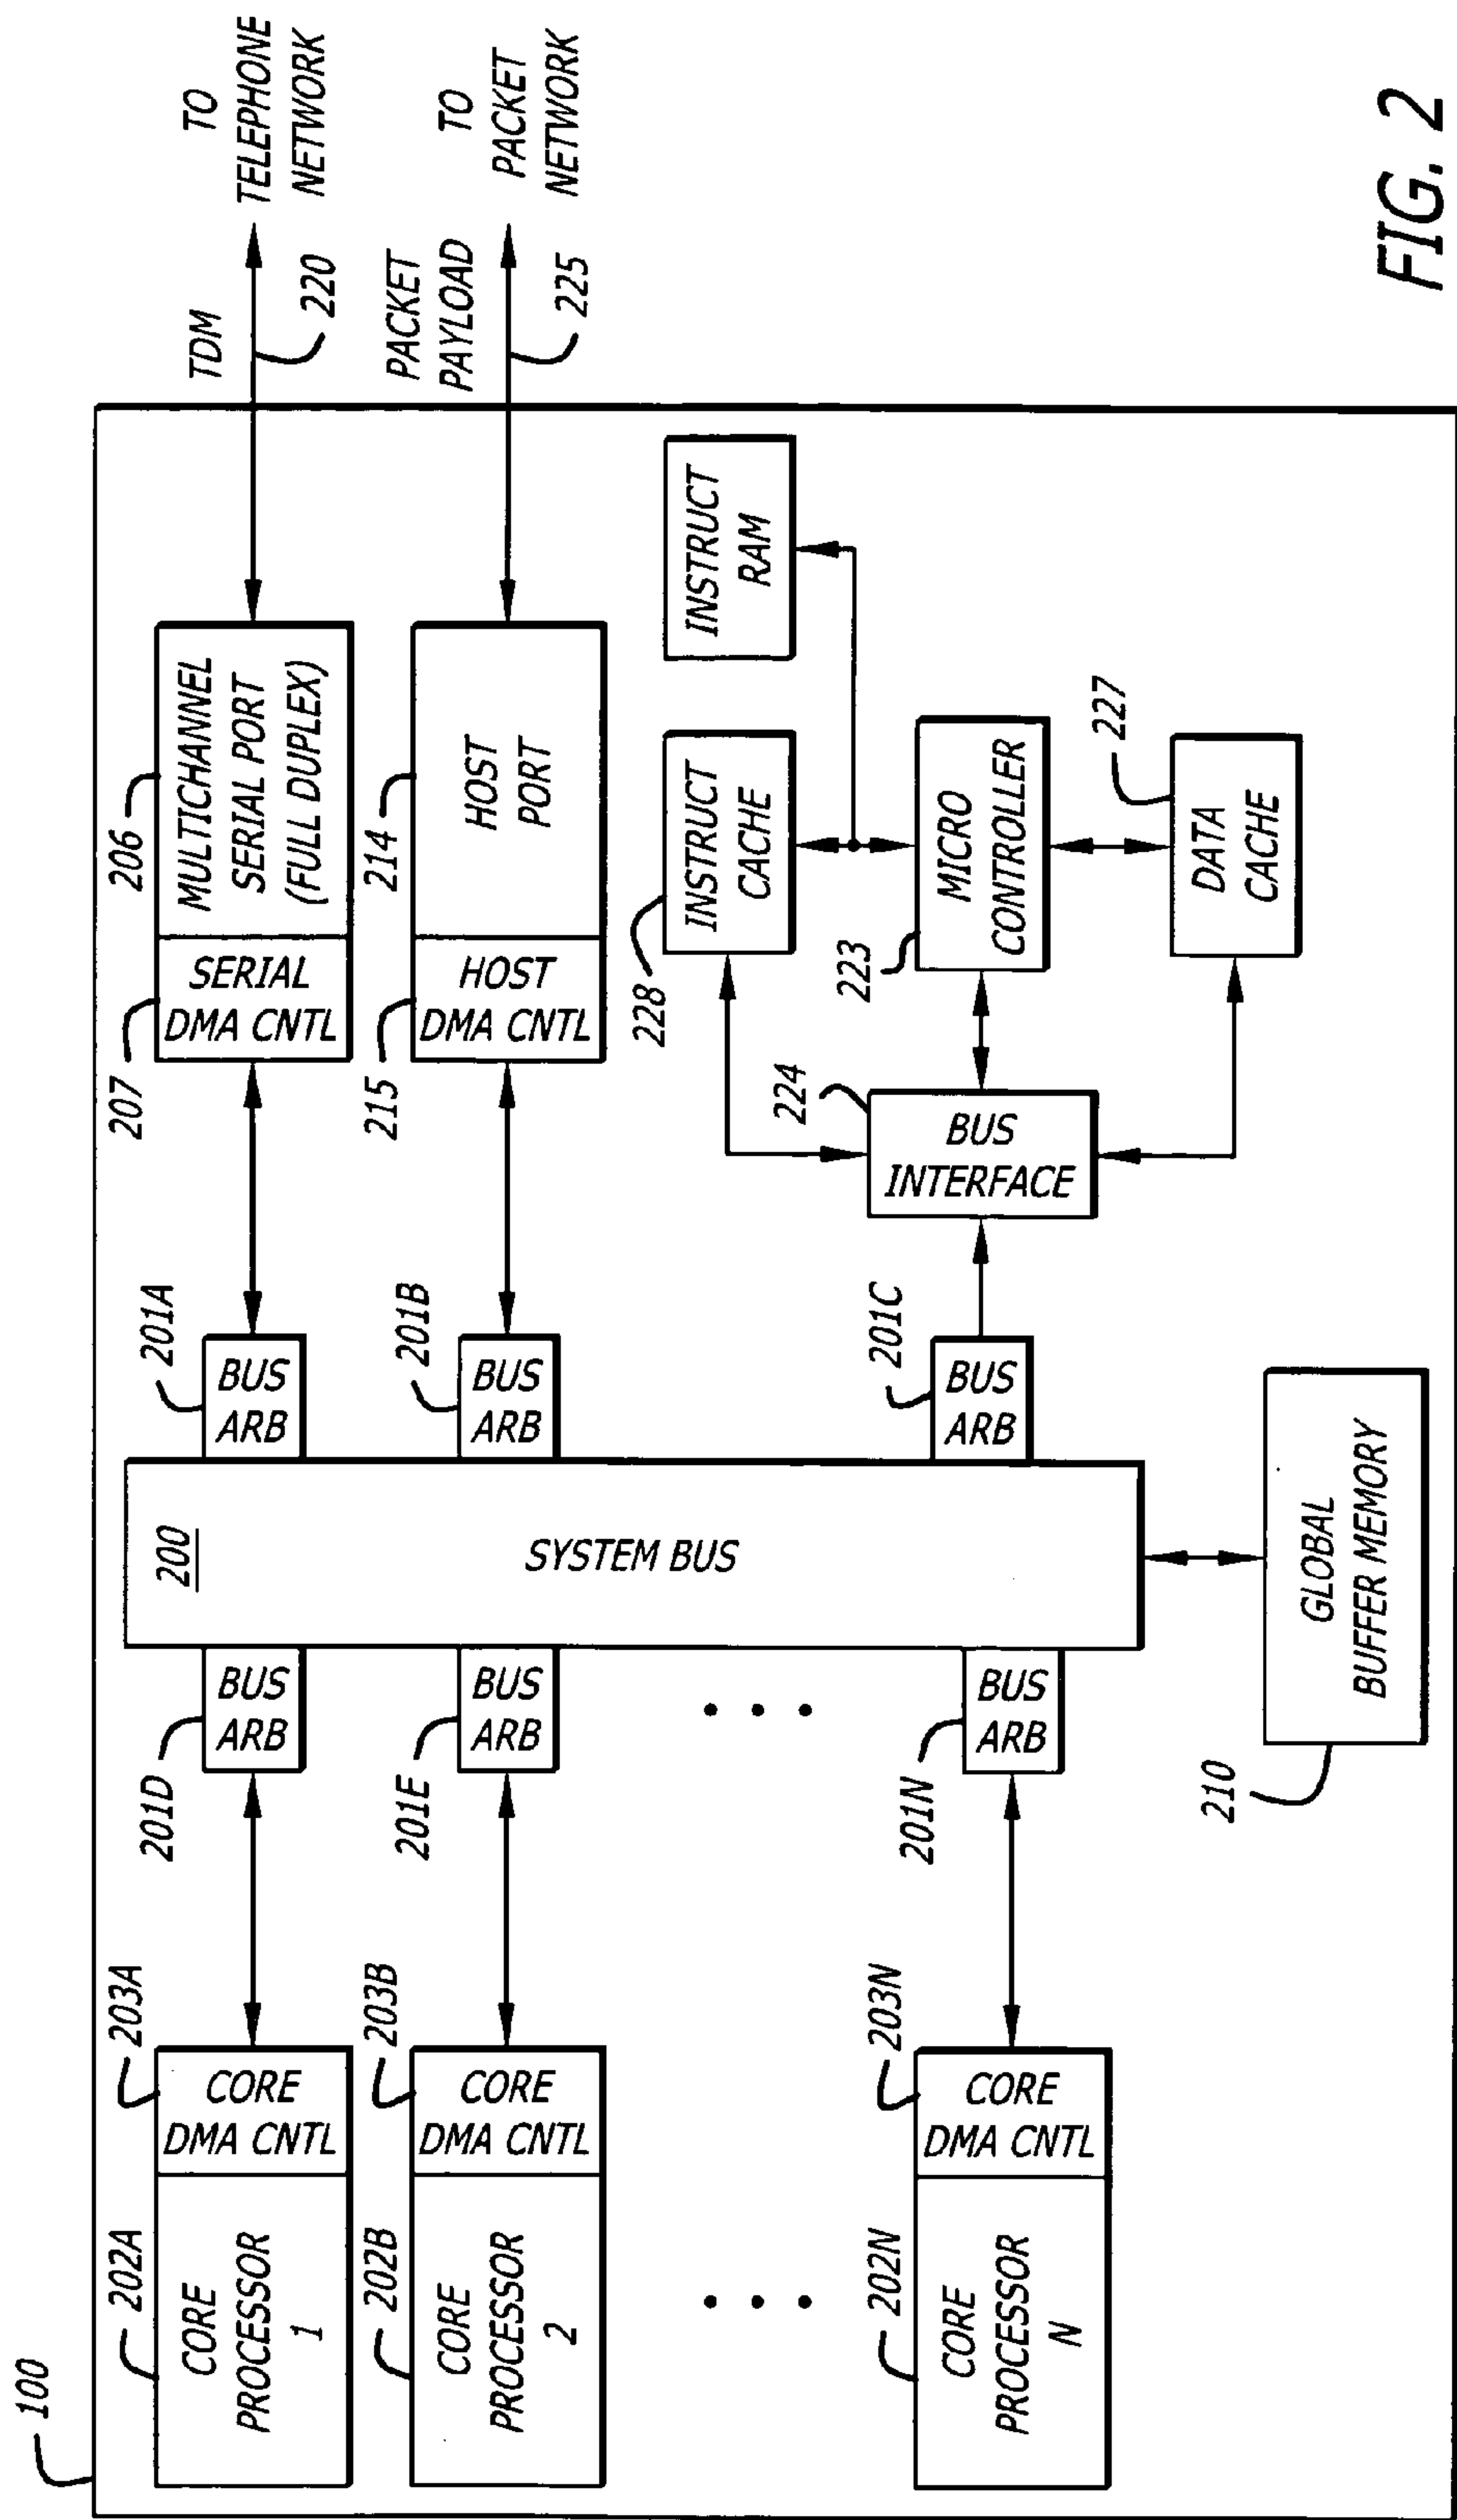 100
202A
CORE
PROCESSOR
1
203A
CORE
DMA CNTL
201D
BUS
ARB
200
SYSTEM BUS
201A
BUS
ARB
207
SERIAL
DMA CNTL
206
MULTICHANNEL
SERIAL PORT
(FULL DUPLEX)
TDM
220
TO
TELEPHONE
NETWORK
202B
CORE
PROCESSOR
2
203B
CORE
DMA CNTL
201E
BUS
ARB
201B
BUS
ARB
215
HOST
DMA CNTL
214
HOST
PORT
PACKET
PAYLOAD
225
TO
PACKET
NETWORK
202N
CORE
PROCESSOR
N
203N
CORE
DMA CNTL
201N
BUS
ARB
201C
BUS
ARB
224
BUS
INTERFACE
228
INSTRUCT
CACHE
INSTRUCT
RAM
223
MICRO
CONTROLLER
227
DATA
CACHE
210
GLOBAL
BUFFER MEMORY
FIG. 2